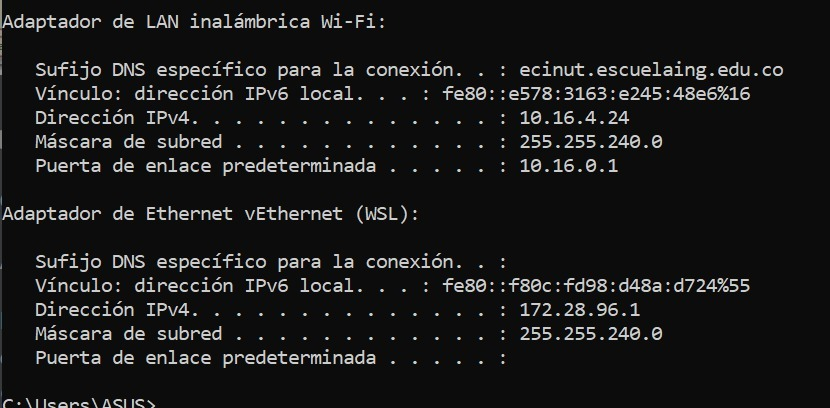 Adaptador de LAN inalámbrica Wi-Fi:
Sufijo DNS específico para la conexión. . : ecinut.escuelaing.edu.co
Vínculo: dirección IPv6 local. . . : fe80::e578:3163:e245:48e6%16
Dirección IPv4. . . . . . . . . . . . . . : 10.16.4.24
Máscara de subred . . . . . . . . . . . . : 255.255.240.0
Puerta de enlace predeterminada . . . . . : 10.16.0.1
Adaptador de Ethernet vEthernet (WSL):
Sufijo DNS específico para la conexión. . :
Vínculo: dirección IPv6 local. . . : fe80::f80c:fd98:d48a:d724%55
Dirección IPv4. . . . . . . . . . . . . . : 172.28.96.1
Máscara de subred . . . . . . . . . . . . : 255.255.240.0
Puerta de enlace predeterminada . . . . . :
C:\Users\ASUS>